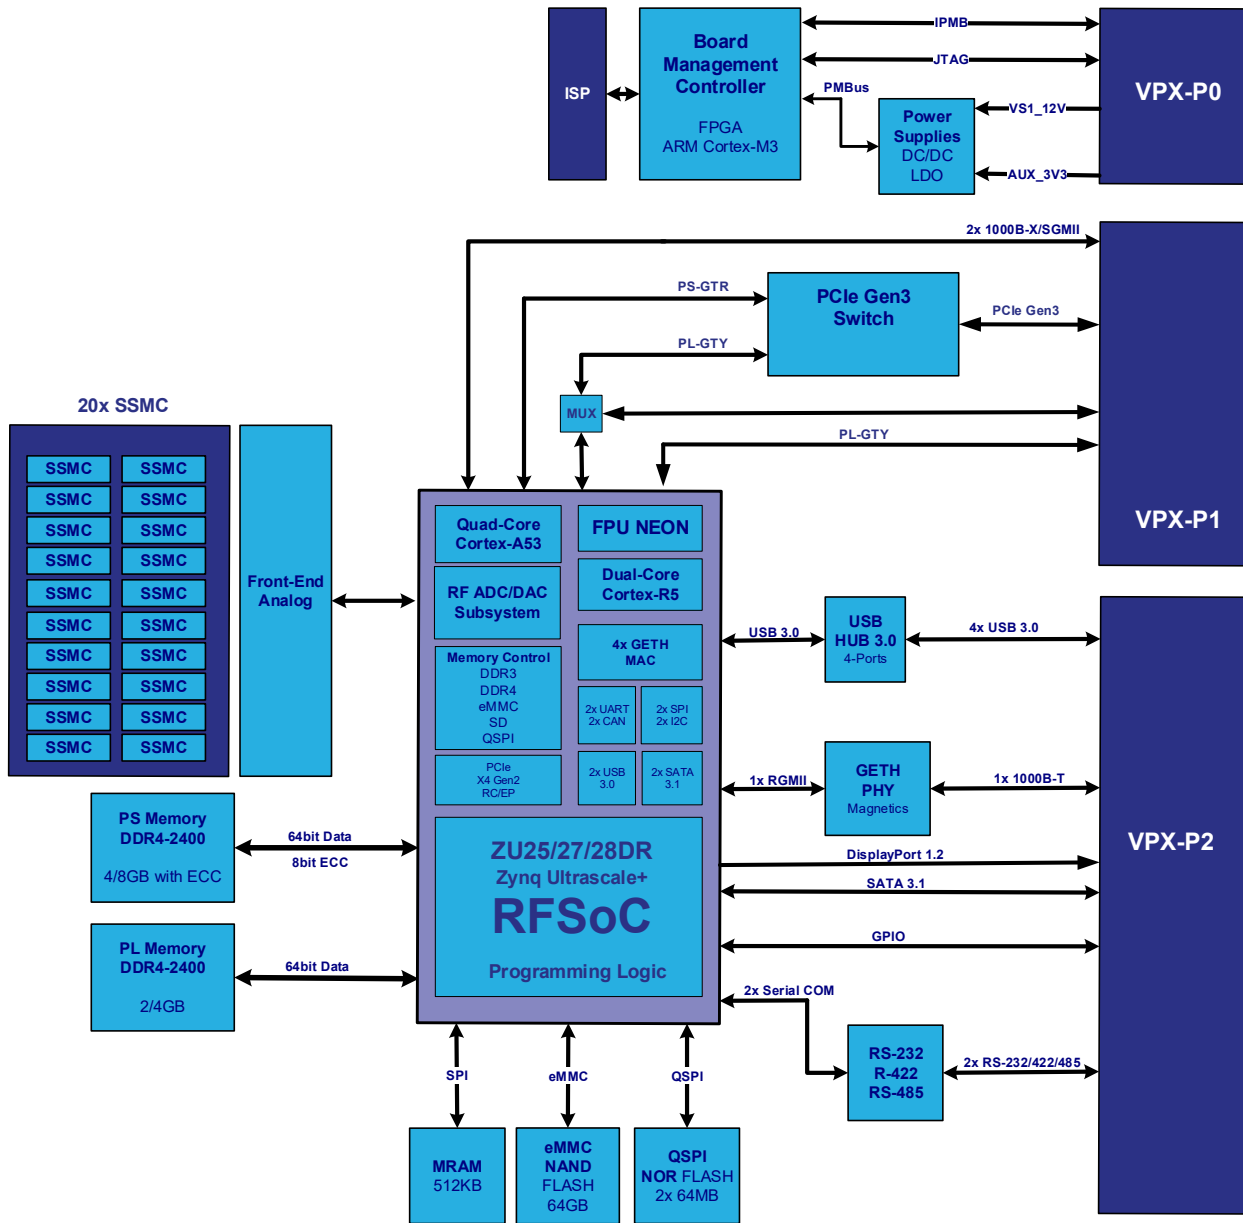 ISP
Board
Management
Controller
FPGA
ARM Cortex-M3
IPMB
JTAG
PMBus
Power
Supplies
DC/DC
LDO
VS1_12V
AUX_3V3
VPX-P0
2x 1000B-X/SGMII
PS-GTR
PL-GTY
PCIe Gen3
Switch
PCIe Gen3
MUX
PL-GTY
VPX-P1
20x SSMC
SSMC SSMC
SSMC SSMC
SSMC SSMC
SSMC SSMC
SSMC SSMC
SSMC SSMC
SSMC SSMC
SSMC SSMC
SSMC SSMC
SSMC SSMC
Front-End
Analog
Quad-Core
Cortex-A53
FPU NEON
RF ADC/DAC
Subsystem
Dual-Core
Cortex-R5
Memory Control
DDR3
DDR4
eMMC
SD
QSPI
4x GETH
MAC
2x UART
2x CAN
2x SPI
2x I2C
PCIe
X4 Gen2
RC/EP
2x USB
3.0
2x SATA
3.1
ZU25/27/28DR
Zynq Ultrascale+
RFSoC
Programming Logic
USB 3.0
USB
HUB 3.0
4-Ports
4x USB 3.0
1x RGMII
GETH
PHY
Magnetics
1x 1000B-T
VPX-P2
DisplayPort 1.2
SATA 3.1
GPIO
2x Serial COM
RS-232
R-422
RS-485
2x RS-232/422/485
PS Memory
DDR4-2400
4/8GB with ECC
64bit Data
8bit ECC
PL Memory
DDR4-2400
2/4GB
64bit Data
SPI
eMMC
QSPI
MRAM
512KB
eMMC
NAND
FLASH
64GB
QSPI
NOR FLASH
2x 64MB